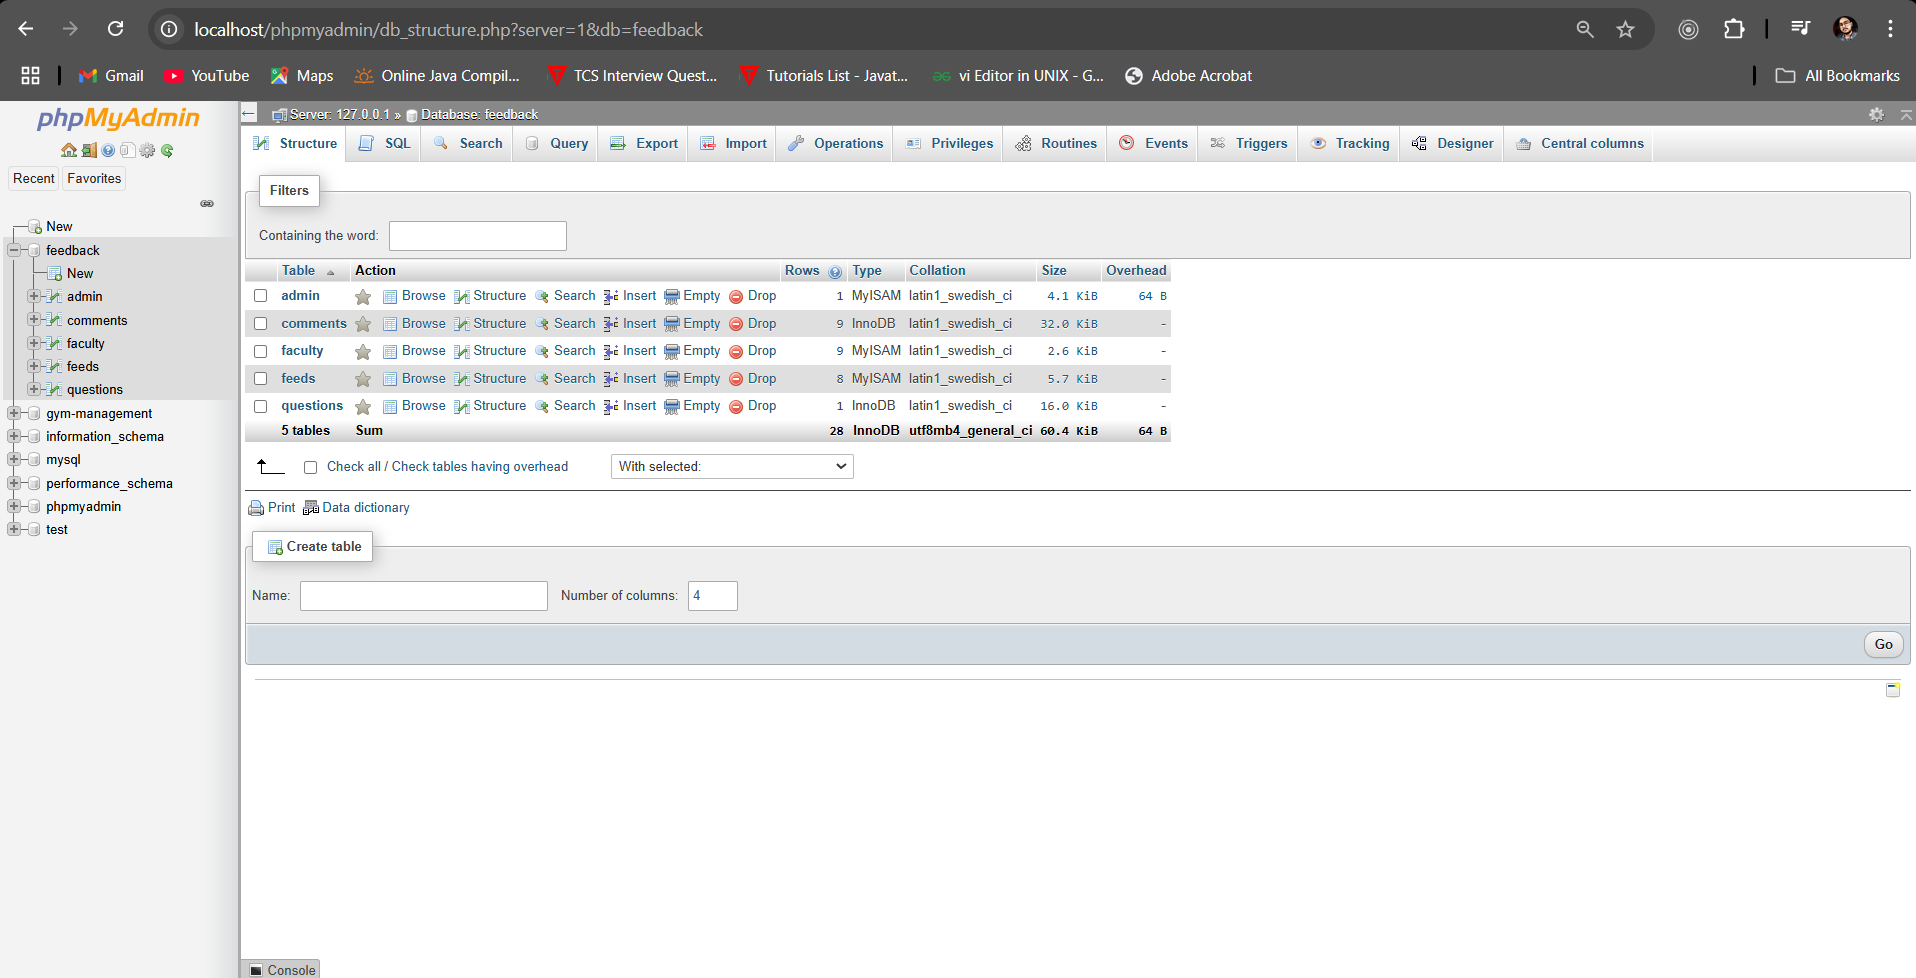 localhost/phpmyadmin/db_structure.php?server=1&db=feedback
Gmail YouTube Maps Online Java Compil... TCS Interview Quest... Tutorials List - Javat... vi Editor in UNIX - G... Adobe Acrobat All Bookmarks
phpMyAdmin
Recent Favorites
New
feedback
New
admin
comments
faculty
feeds
questions
gym-management
information_schema
mysql
performance_schema
phpmyadmin
test
Server: 127.0.0.1 » Database: feedback
Structure SQL Search Query Export Import Operations Privileges Routines Events Triggers Tracking Designer Central columns
Filters
Containing the word:
Table Action Rows Type Collation Size Overhead
admin Browse Structure Search Insert Empty Drop 1 MyISAM latin1_swedish_ci 4.1 KiB 64 B
comments Browse Structure Search Insert Empty Drop 9 InnoDB latin1_swedish_ci 32.0 KiB -
faculty Browse Structure Search Insert Empty Drop 9 MyISAM latin1_swedish_ci 2.6 KiB -
feeds Browse Structure Search Insert Empty Drop 8 MyISAM latin1_swedish_ci 5.7 KiB -
questions Browse Structure Search Insert Empty Drop 1 InnoDB latin1_swedish_ci 16.0 KiB -
5 tables Sum 28 InnoDB utf8mb4_general_ci 60.4 KiB 64 B
Check all / Check tables having overhead With selected:
Print Data dictionary
Create table
Name: Number of columns: 4
Go
Console